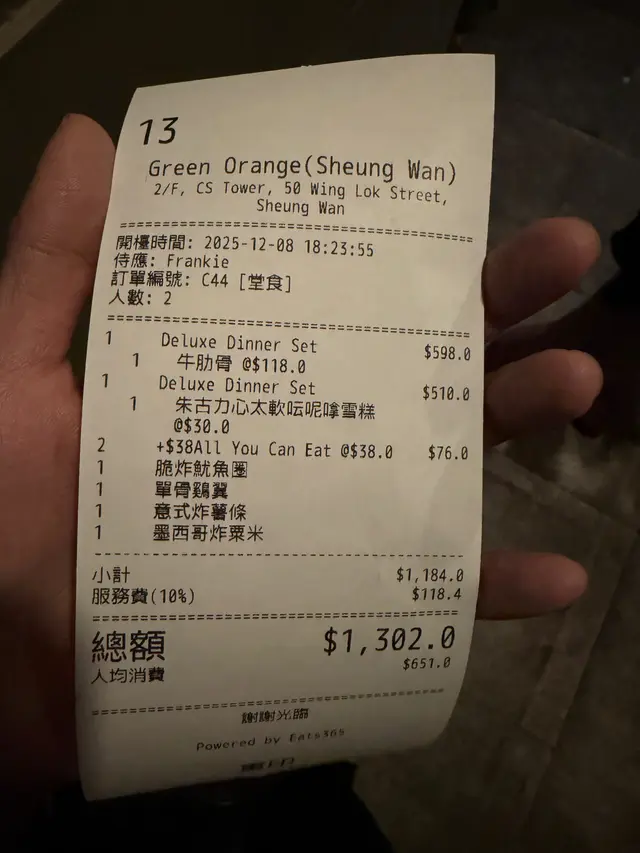 13
Green Orange(Sheung Wan)
2/F, CS Tower, 50 Wing Lok Street,
Sheung Wan
開檯時間: 2025-12-08 18:23:55
侍應: Frankie
訂單編號: C44 [堂食]
人數: 2
1 Deluxe Dinner Set $598.0
1 牛肋骨 @$118.0
1 Deluxe Dinner Set $510.0
1 朱古力心太軟呍呢嗱雪糕
@$30.0
2 +$38All You Can Eat @$38.0 $76.0
1 脆炸魷魚圈
1 單骨鷄翼
1 意式炸薯條
1 墨西哥炸粟米
小計 $1,184.0
服務費(10%) $118.4
總額 $1,302.0
人均消費 $651.0
謝謝光臨
Powered by Eats365